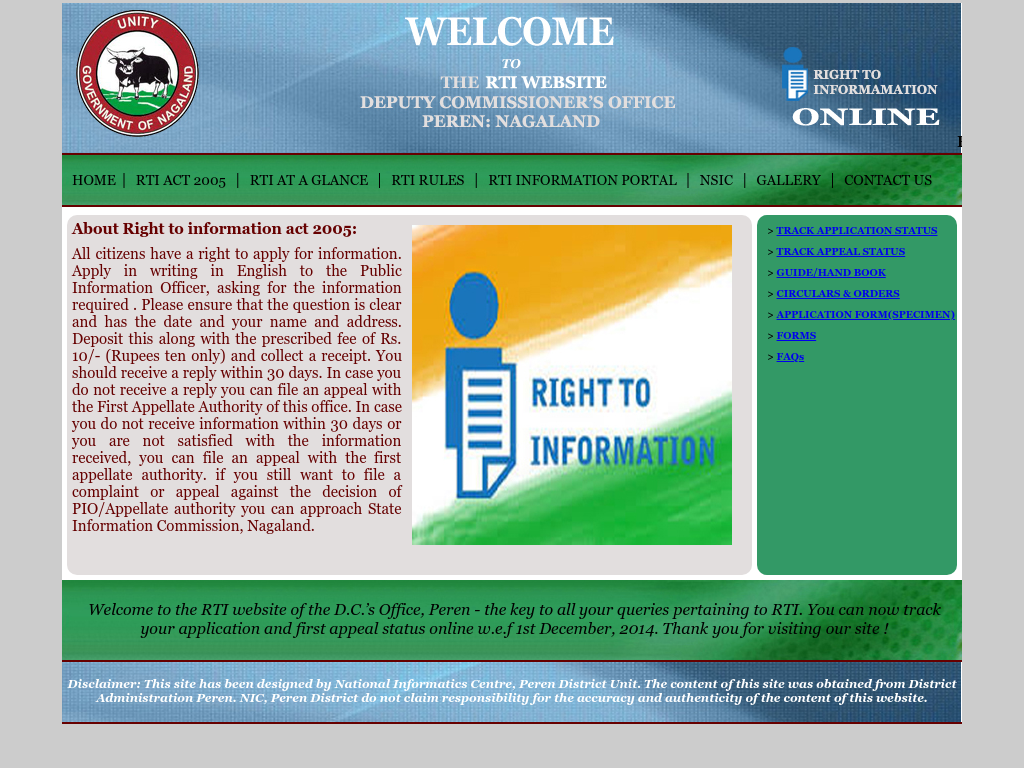 UNITY
GOVERNMENT OF NAGALAND
WELCOME
TO
THE RTI WEBSITE
DEPUTY COMMISSIONER'S OFFICE
PEREN: NAGALAND
RIGHT TO
INFORMAMATION
ONLINE
HOME | RTI ACT 2005 | RTI AT A GLANCE | RTI RULES | RTI INFORMATION PORTAL | NSIC | GALLERY | CONTACT US
About Right to information act 2005:
All citizens have a right to apply for information.
Apply in writing in English to the Public
Information Officer, asking for the information
required . Please ensure that the question is clear
and has the date and your name and address.
Deposit this along with the prescribed fee of Rs.
10/- (Rupees ten only) and collect a receipt. You
should receive a reply within 30 days. In case you
do not receive a reply you can file an appeal with
the First Appellate Authority of this office. In case
you do not receive information within 30 days or
you are not satisfied with the information
received, you can file an appeal with the first
appellate authority. if you still want to file a
complaint or appeal against the decision of
PIO/Appellate authority you can approach State
Information Commission, Nagaland.
RIGHT TO
INFORMATION
> TRACK APPLICATION STATUS
> TRACK APPEAL STATUS
> GUIDE/HAND BOOK
> CIRCULARS & ORDERS
> APPLICATION FORM(SPECIMEN)
> FORMS
> FAQs
Welcome to the RTI website of the D.C.'s Office, Peren - the key to all your queries pertaining to RTI. You can now track
your application and first appeal status online w.e.f 1st December, 2014. Thank you for visiting our site !
Disclaimer: This site has been designed by National Informatics Centre, Peren District Unit. The content of this site was obtained from District
Administration Peren. NIC, Peren District do not claim responsibility for the accuracy and authenticity of the content of this website.